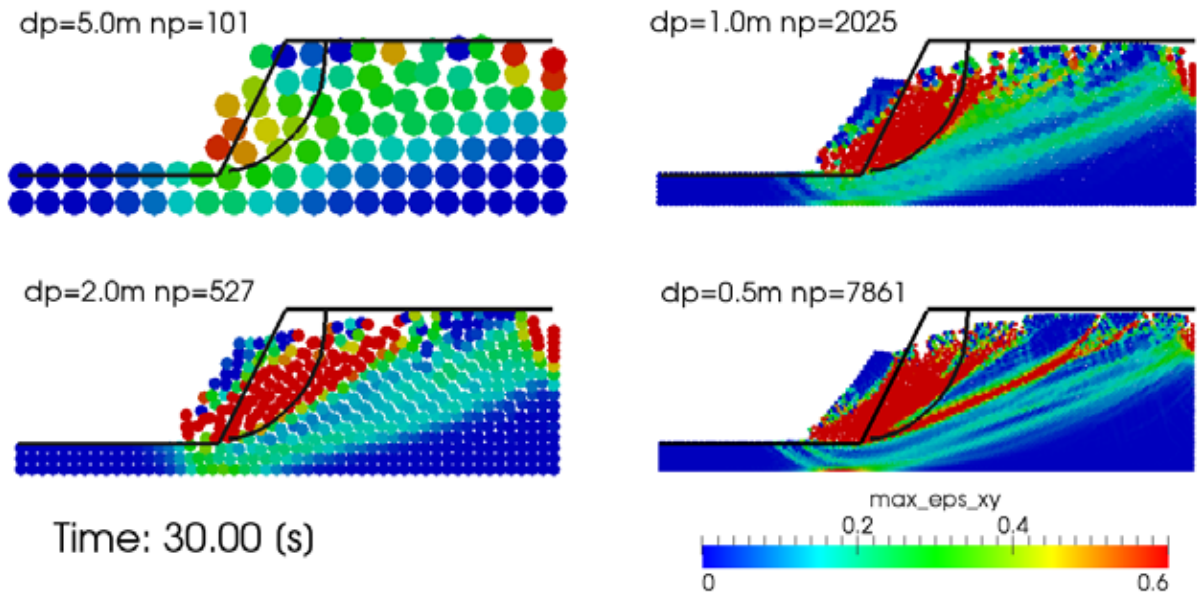 dp=5.0m np=101
dp=1.0m np=2025
dp=2.0m np=527
dp=0.5m np=7861
Time: 30.00 (s)
max_eps_xy
0.2 0.4
0 0.6